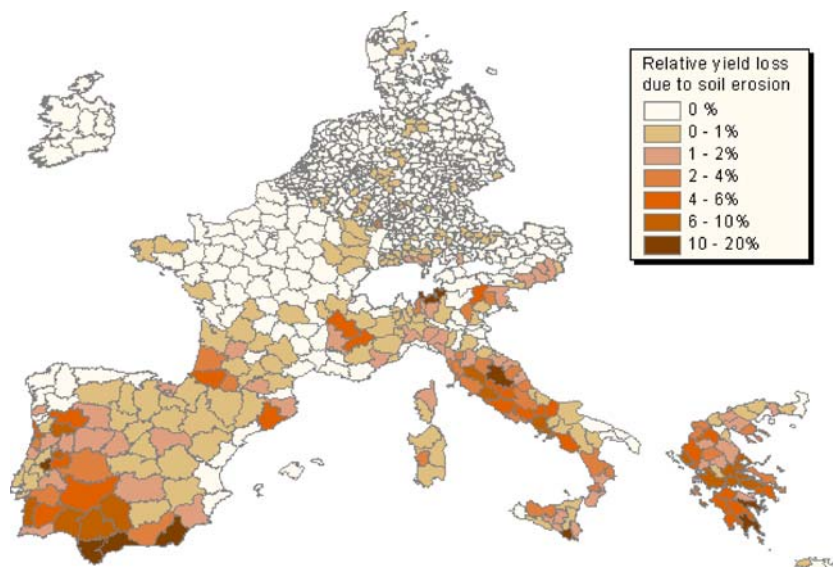 Relative yield loss
due to soil erosion
0 %
0 - 1%
1 - 2%
2 - 4%
4 - 6%
6 - 10%
10 - 20%